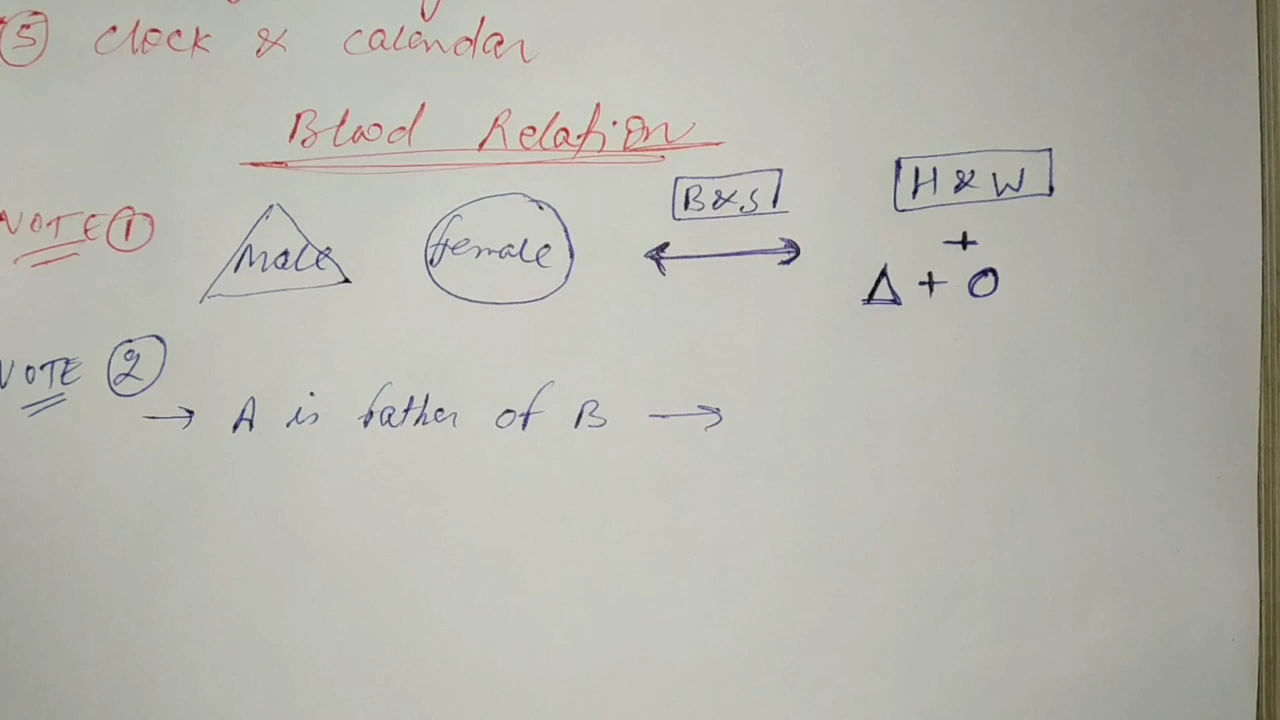 ⑤ clock & calendar
Blood Relation
NOTE ① Male female B&S H & W
+
Δ + O
NOTE ②
→ A is father of B →